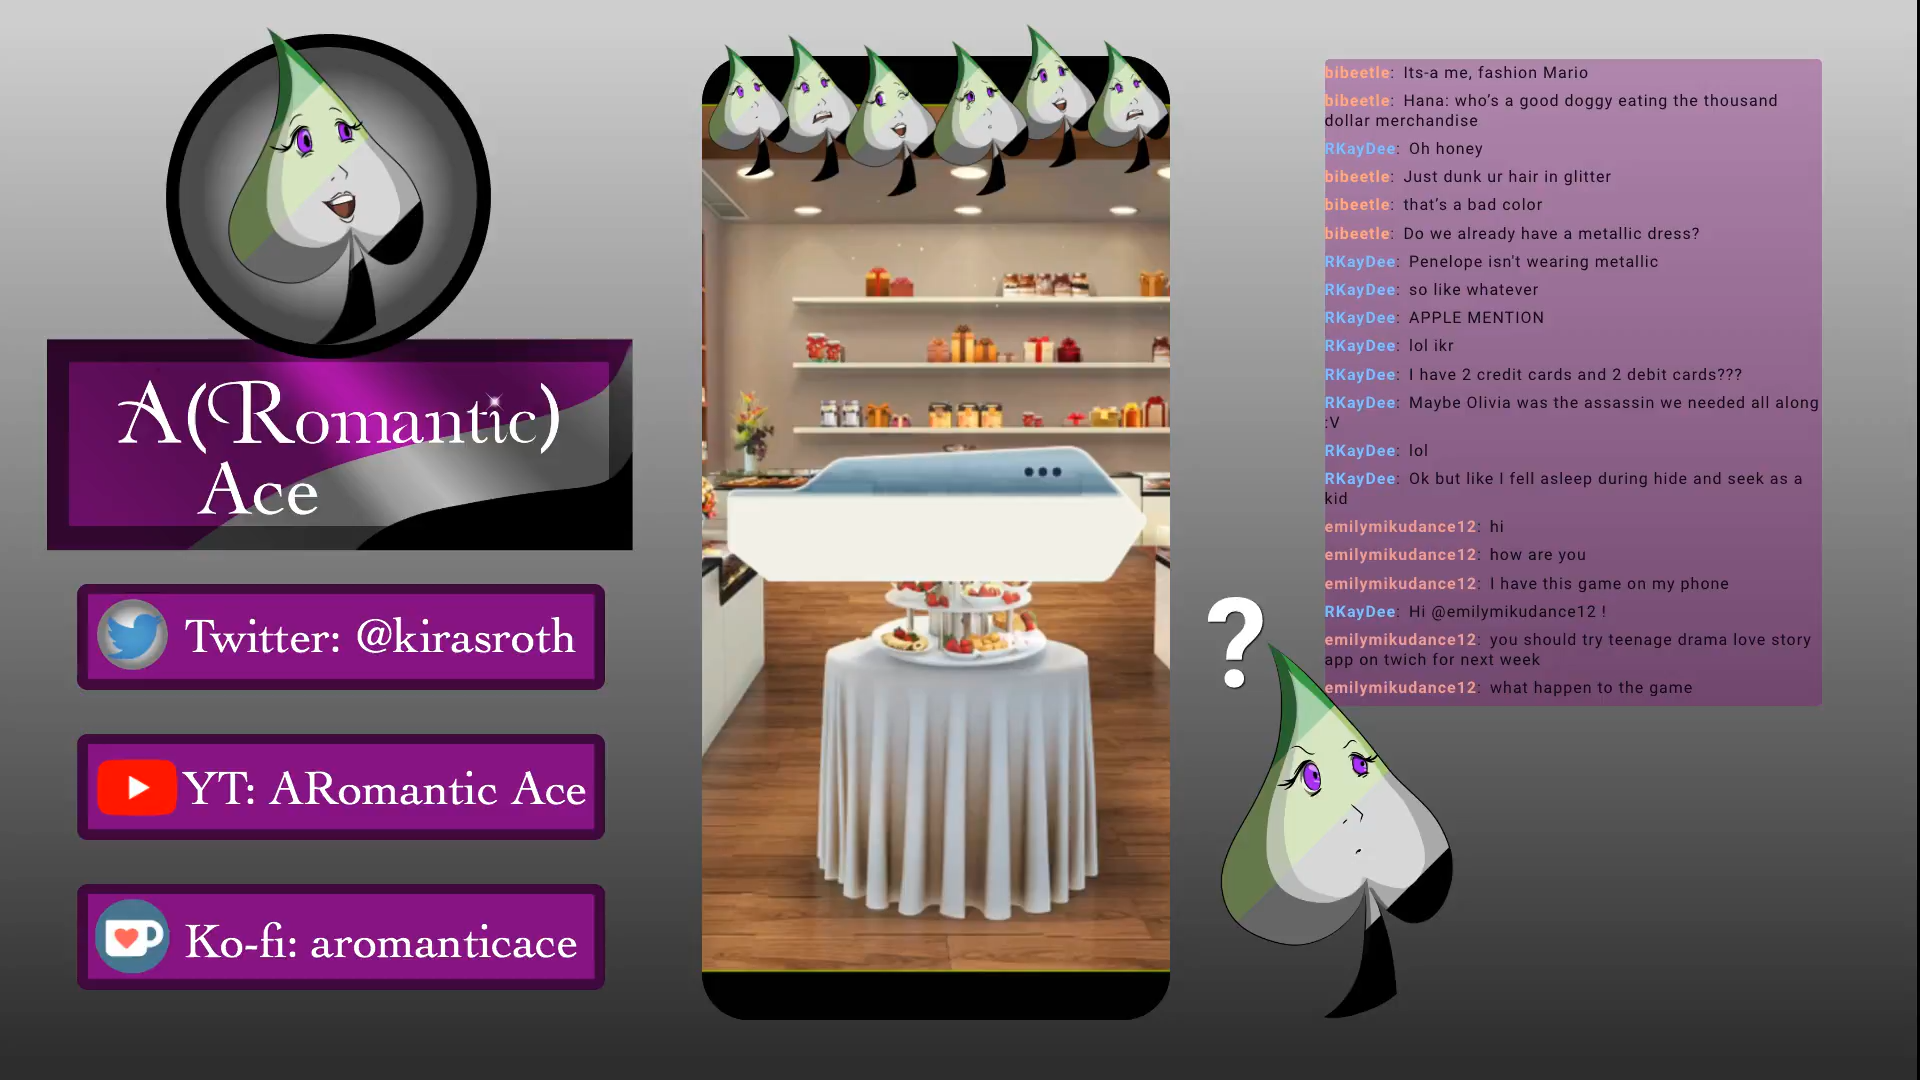 A(Romantic)
Ace
Twitter: @kirasroth
YT: ARomantic Ace
Ko-fi: aromanticace
?
bibeetle: Its-a me, fashion Mario
bibeetle: Hana: who’s a good doggy eating the thousand
dollar merchandise
RKayDee: Oh honey
bibeetle: Just dunk ur hair in glitter
bibeetle: that’s a bad color
bibeetle: Do we already have a metallic dress?
RKayDee: Penelope isn't wearing metallic
RKayDee: so like whatever
RKayDee: APPLE MENTION
RKayDee: lol ikr
RKayDee: I have 2 credit cards and 2 debit cards???
RKayDee: Maybe Olivia was the assassin we needed all along
:V
RKayDee: lol
RKayDee: Ok but like I fell asleep during hide and seek as a
kid
emilymikudance12: hi
emilymikudance12: how are you
emilymikudance12: I have this game on my phone
RKayDee: Hi @emilymikudance12 !
emilymikudance12: you should try teenage drama love story
app on twich for next week
emilymikudance12: what happen to the game